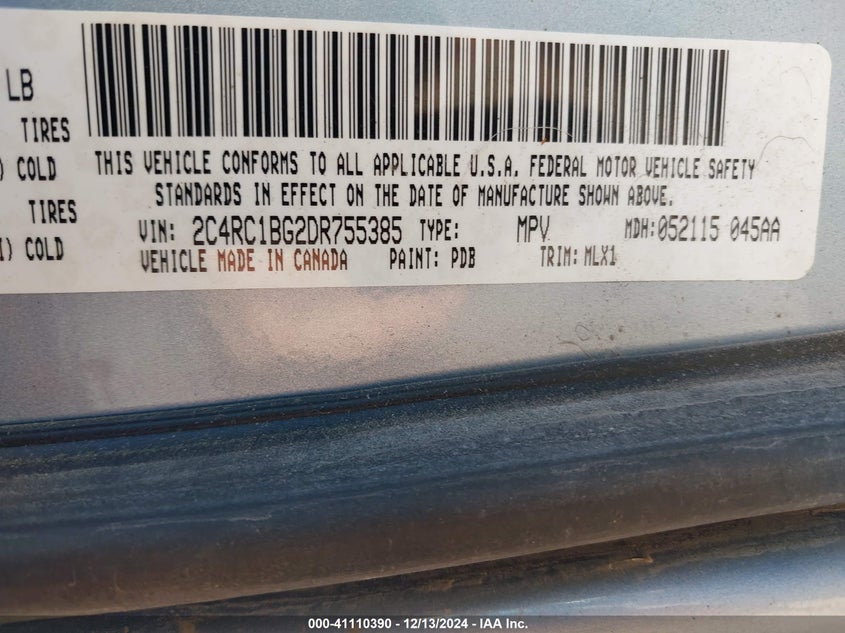 LB
TIRES
) COLD
TIRES
I) COLD
THIS VEHICLE CONFORMS TO ALL APPLICABLE U.S.A. FEDERAL MOTOR VEHICLE SAFETY
STANDARDS IN EFFECT ON THE DATE OF MANUFACTURE SHOWN ABOVE.
VIN: 2C4RC1BG2DR755385 TYPE: MPV MDH: 052115 045AA
VEHICLE MADE IN CANADA PAINT: PDB TRIM: MLX1
000-41110390 - 12/13/2024 - IAA Inc.